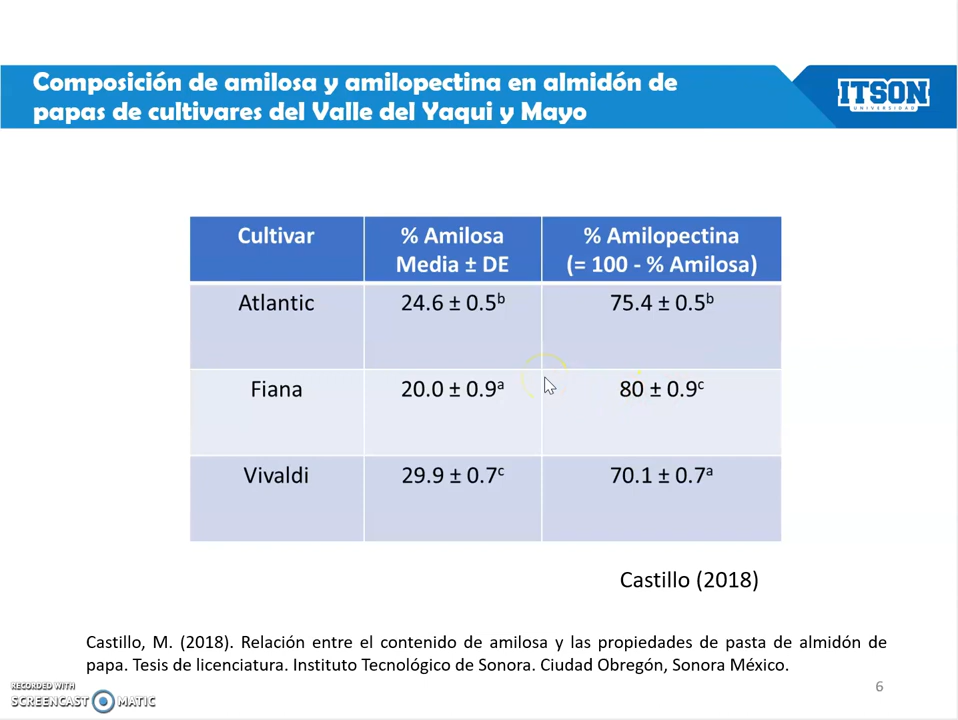 Composición de amilosa y amilopectina en almidón de
papas de cultivares del Valle del Yaqui y Mayo
ITSON
UNIVERSIDAD
Cultivar
% Amilosa
Media ± DE
% Amilopectina
(= 100 - % Amilosa)
Atlantic
24.6 ± 0.5ᵇ
75.4 ± 0.5ᵇ
Fiana
20.0 ± 0.9ᵃ
80 ± 0.9ᶜ
Vivaldi
29.9 ± 0.7ᶜ
70.1 ± 0.7ᵃ
Castillo (2018)
Castillo, M. (2018). Relación entre el contenido de amilosa y las propiedades de pasta de almidón de
papa. Tesis de licenciatura. Instituto Tecnológico de Sonora. Ciudad Obregón, Sonora México.
6
RECORDED WITH
SCREENCAST MATIC